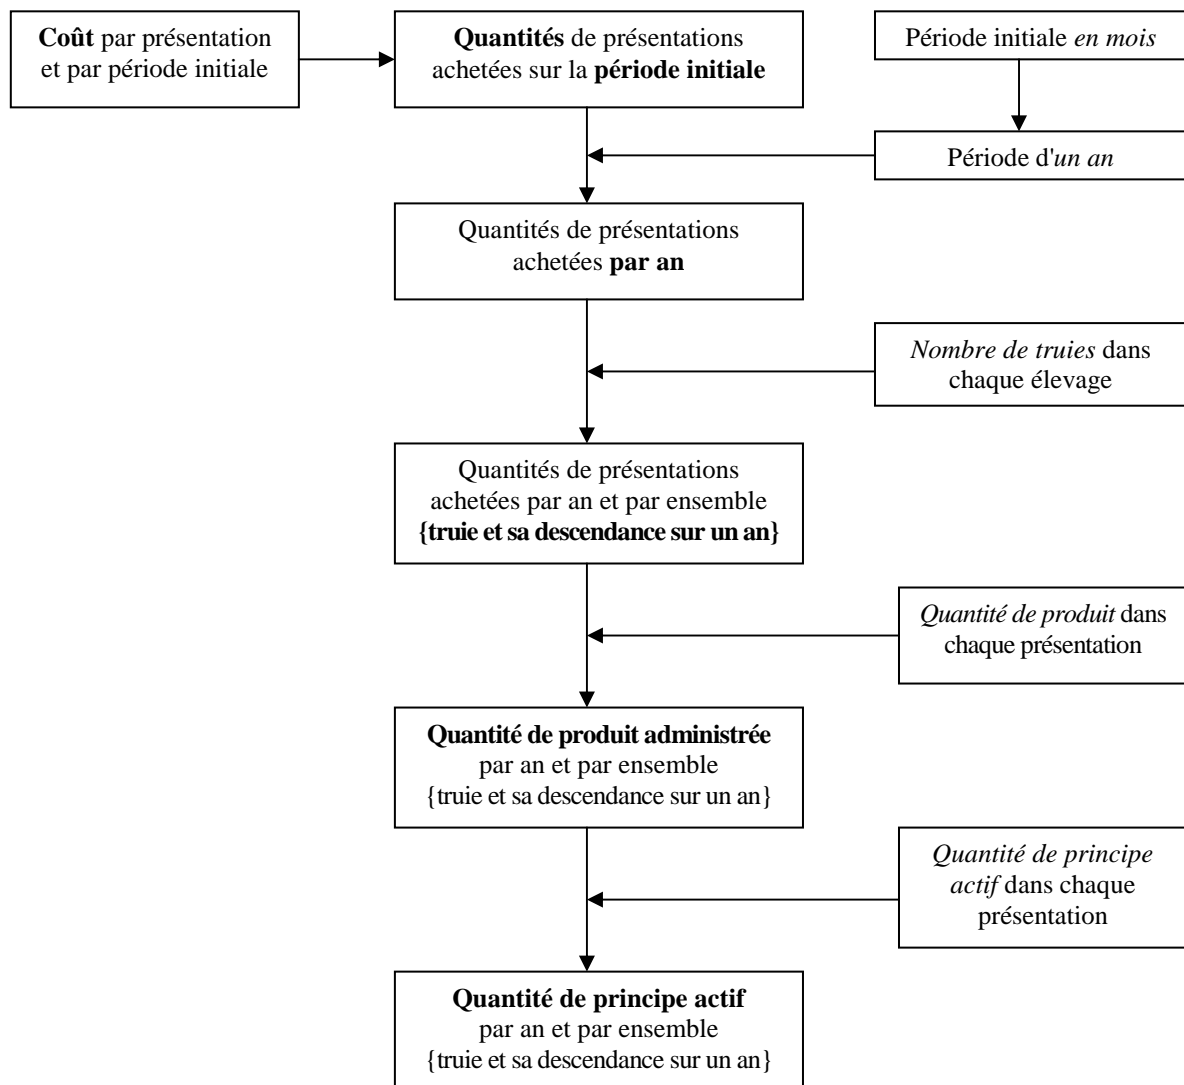 Coût par présentation
et par période initiale
Quantités de présentations
achetées sur la période initiale
Période initiale en mois
Période d'un an
Quantités de présentations
achetées par an
Nombre de truies dans
chaque élevage
Quantités de présentations
achetées par an et par ensemble
{truie et sa descendance sur un an}
Quantité de produit dans
chaque présentation
Quantité de produit administrée
par an et par ensemble
{truie et sa descendance sur un an}
Quantité de principe
actif dans chaque
présentation
Quantité de principe actif
par an et par ensemble
{truie et sa descendance sur un an}